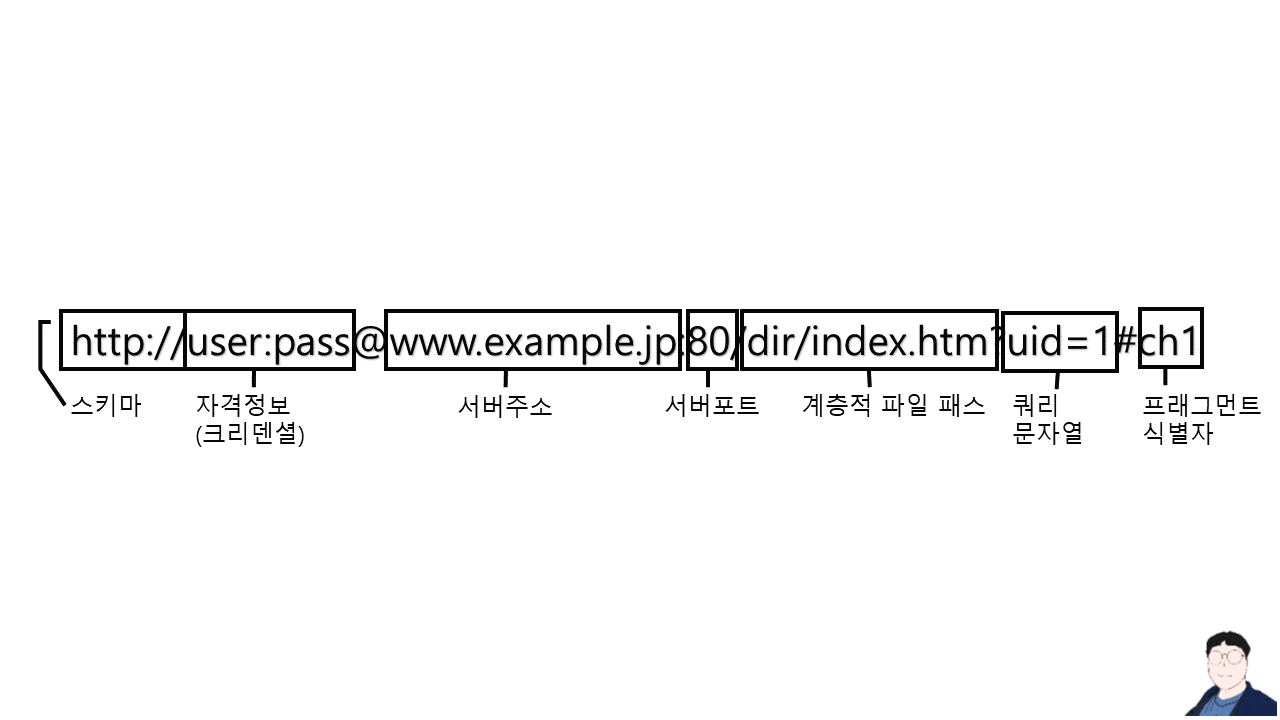 http://user:pass@www.example.jp:80/dir/index.htm?uid=1#ch1
스키마
자격정보
(크리덴셜)
서버주소
서버포트
계층적 파일 패스
쿼리
문자열
프래그먼트
식별자